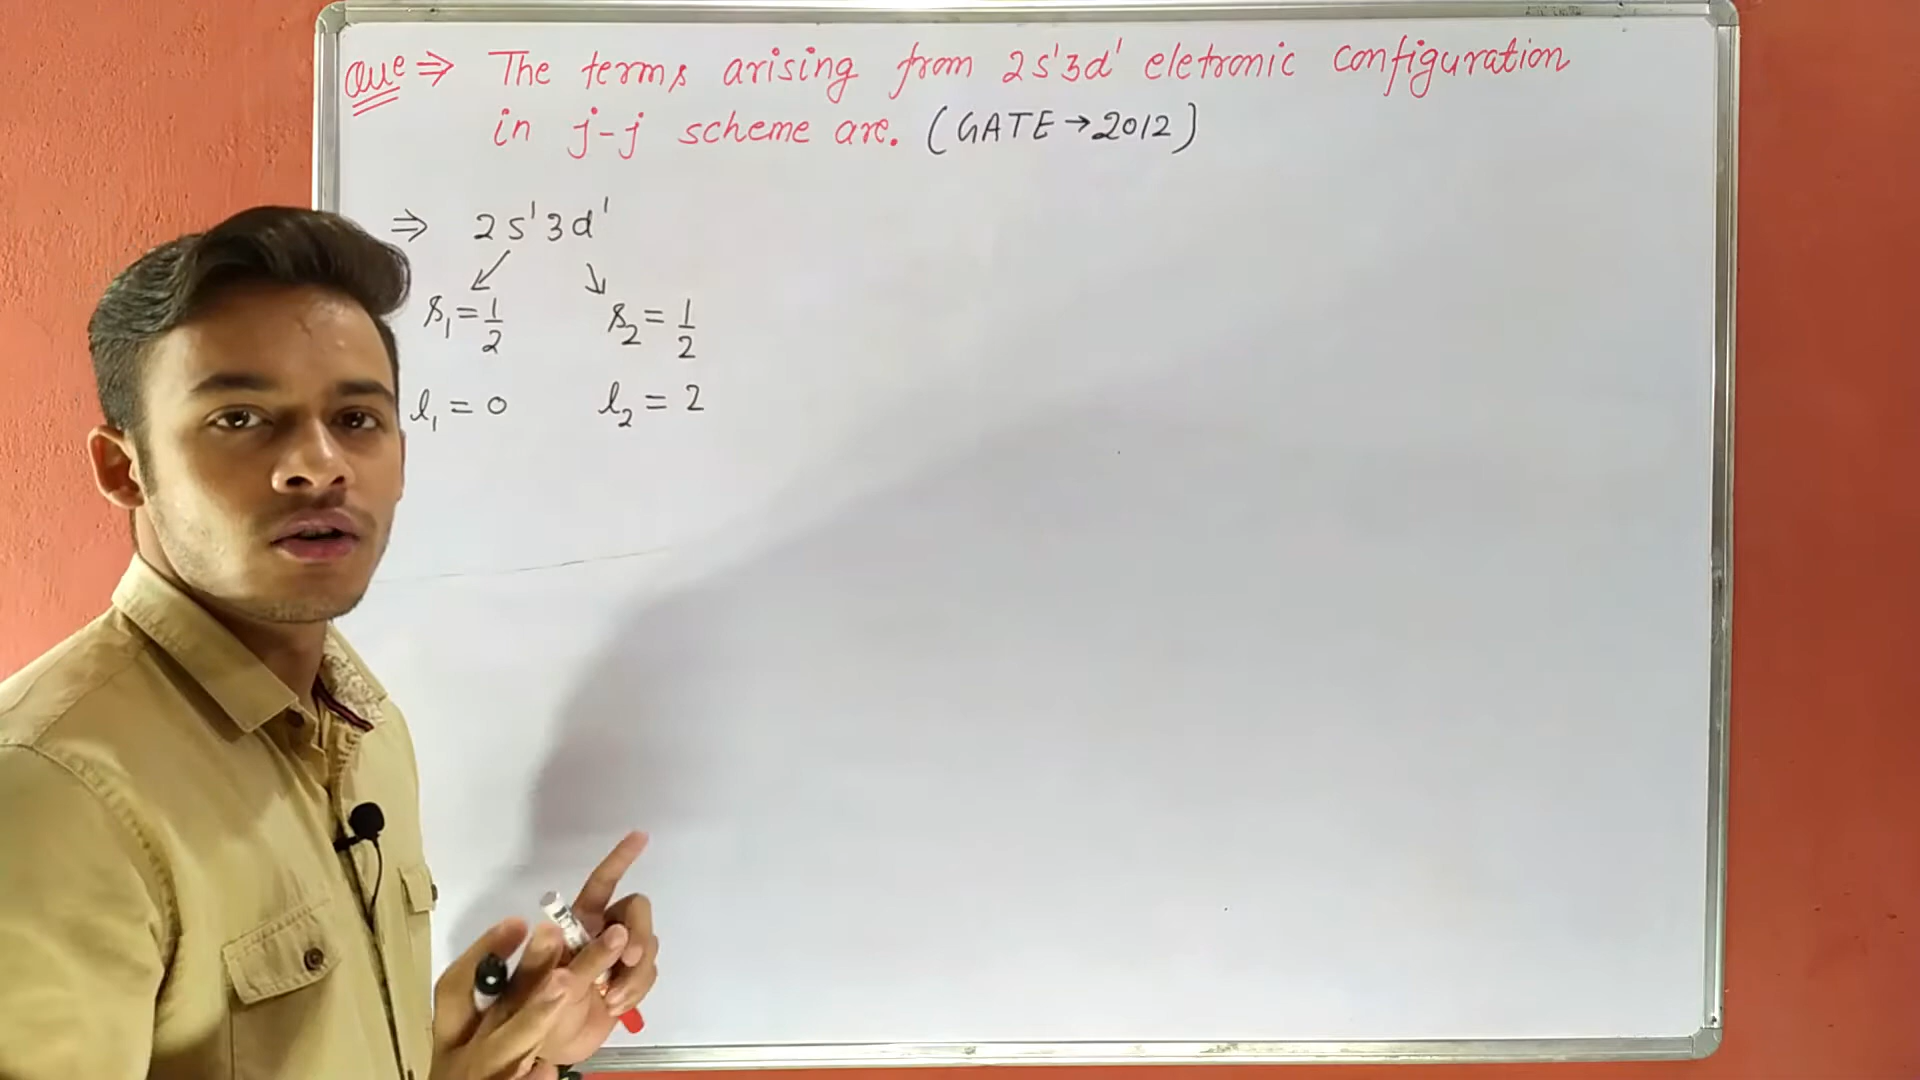 Que ⇒ The terms arising from 2s¹3d¹ eletronic configuration
in j-j scheme are. (GATE→2012)
⇒ 2s¹3d¹
s₁=1/2 s₂=1/2
l₁=0 l₂=2